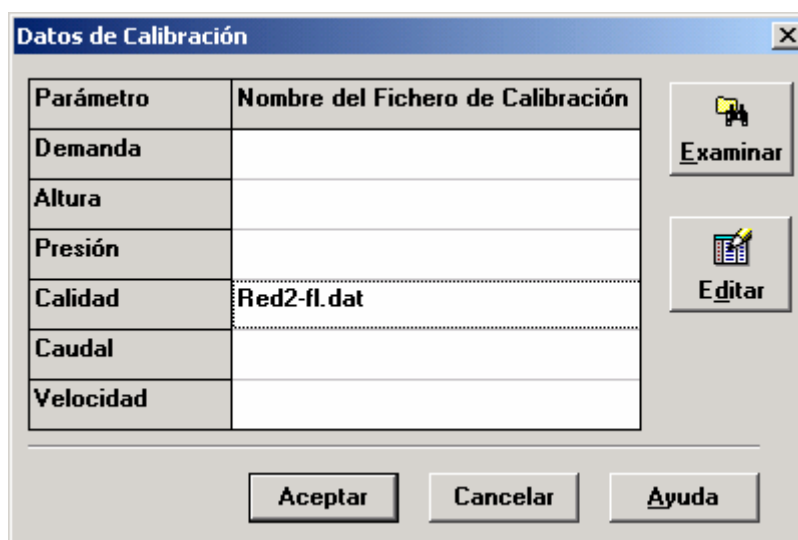 Datos de Calibración
Parámetro Nombre del Fichero de Calibración
Demanda
Altura
Presión
Calidad Red2-fl.dat
Caudal
Velocidad
Examinar
Editar
Aceptar Cancelar Ayuda